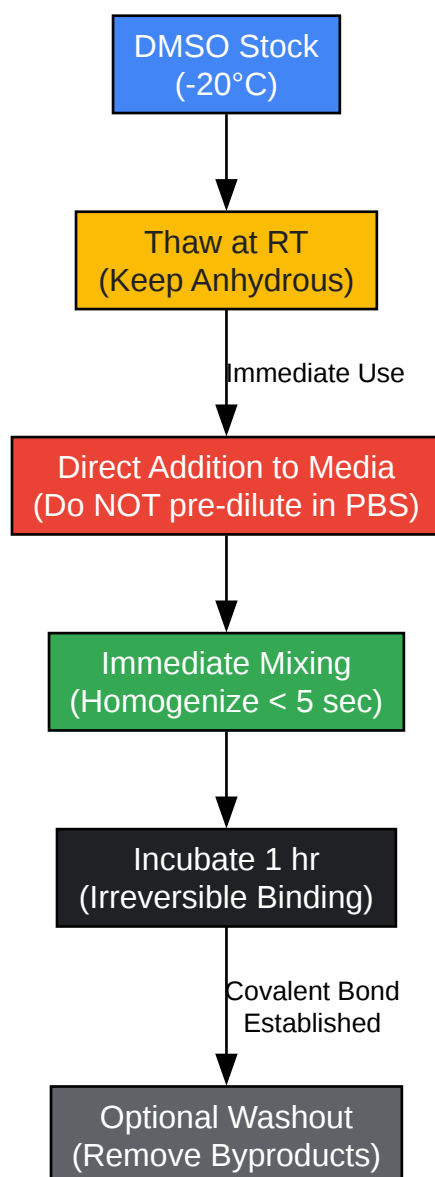 DMSO Stock
(-20°C)
Thaw at RT
(Keep Anhydrous)
Immediate Use
Direct Addition to Media
(Do NOT pre-dilute in PBS)
Immediate Mixing
(Homogenize < 5 sec)
Incubate 1 hr
(Irreversible Binding)
Covalent Bond
Established
Optional Washout
(Remove Byproducts)